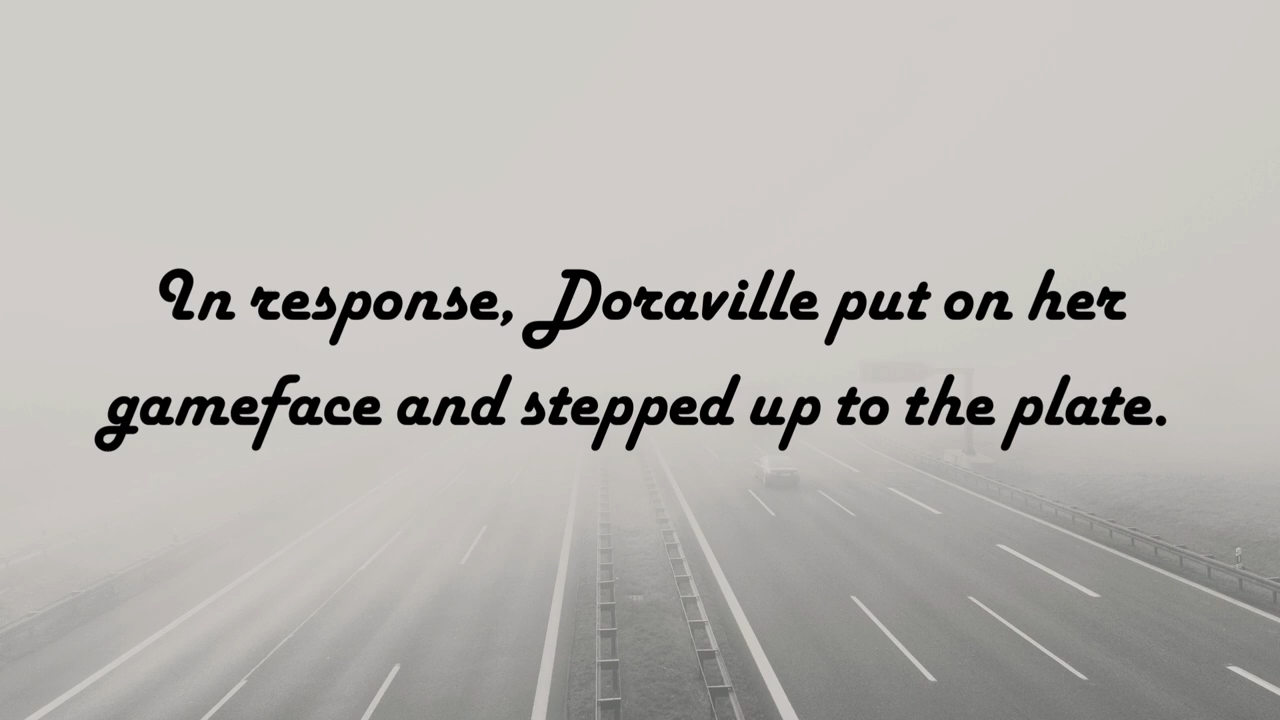 In response, Doraville put on her
gameface and stepped up to the plate.